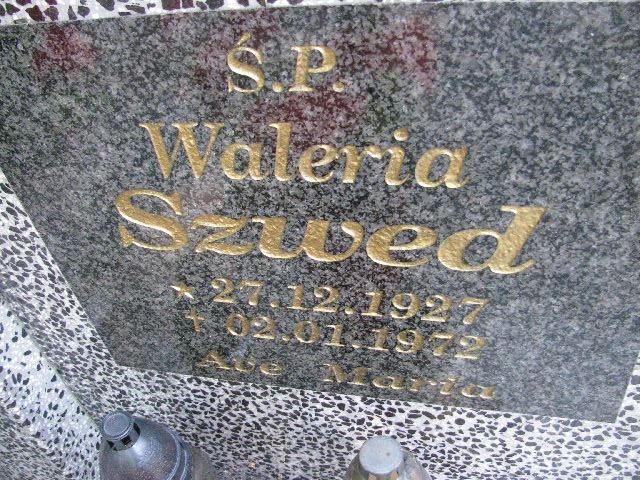 Ś.P.
Waleria
Szwed
★ 27.12.1927
✝ 02.01.1972
Ave Maria